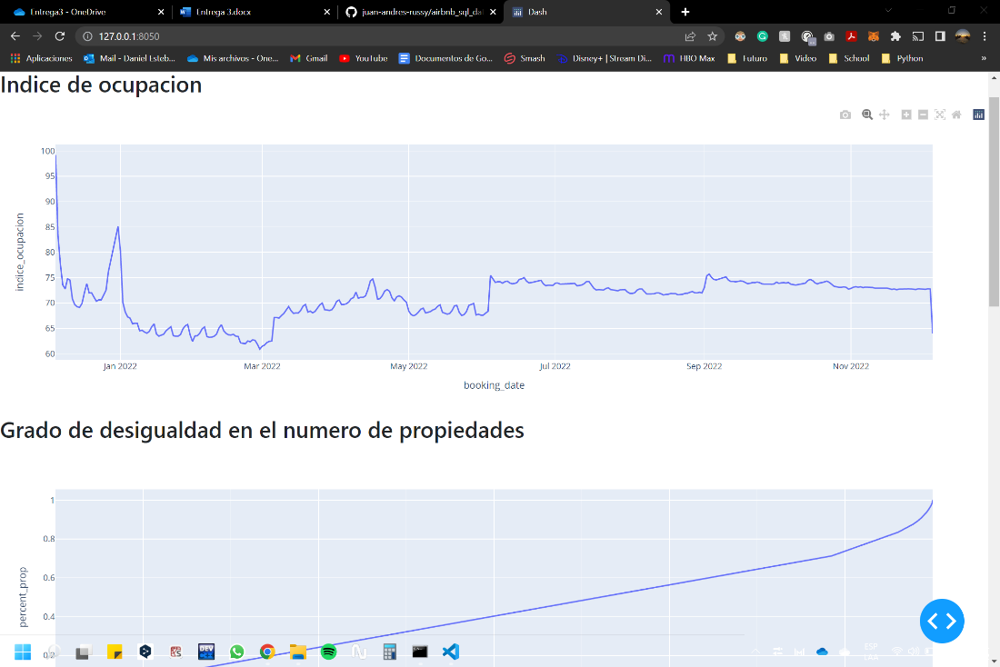 Entrega3 - OneDrive
Entrega 3.docx
juan-andres-russy/airbnb_sql_da
Dash
127.0.0.1:8050
Aplicaciones
Mail - Daniel Esteb...
Mis archivos - One...
Gmail
YouTube
Documentos de Go...
Smash
Disney+ | Stream Di...
HBO Max
Futuro
Video
School
Python
»
Indice de ocupacion
100
95
90
85
80
75
70
65
60
indice_ocupacion
Jan 2022
Mar 2022
May 2022
Jul 2022
Sep 2022
Nov 2022
booking_date
Grado de desigualdad en el numero de propiedades
1
0.8
0.6
0.4
0.2
percent_prop
ESP
LAA